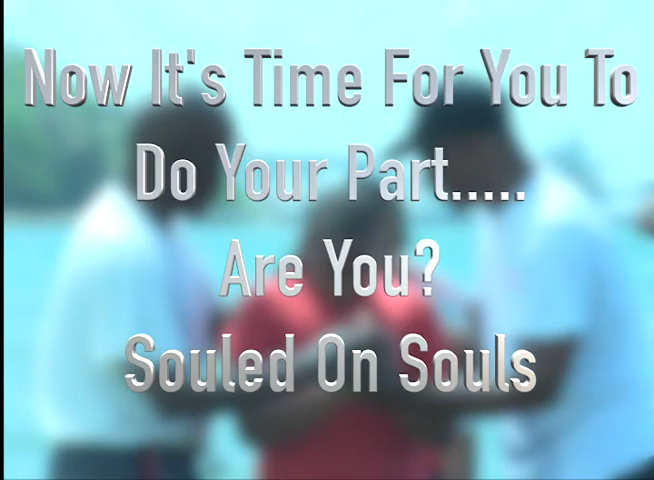 Now It's Time For You To
Do Your Part.....
Are You?
Souled On Souls